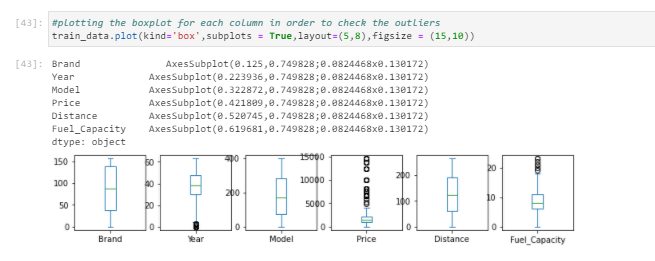 [43]: #plotting the boxplot for each column in order to check the outliers
train_data.plot(kind='box',subplots = True,layout=(5,8),figsize = (15,10))
[43]: Brand AxesSubplot(0.125,0.749828;0.0824468x0.130172)
Year AxesSubplot(0.223936,0.749828;0.0824468x0.130172)
Model AxesSubplot(0.322872,0.749828;0.0824468x0.130172)
Price AxesSubplot(0.421809,0.749828;0.0824468x0.130172)
Distance AxesSubplot(0.520745,0.749828;0.0824468x0.130172)
Fuel_Capacity AxesSubplot(0.619681,0.749828;0.0824468x0.130172)
dtype: object
150 60 400 15000
200 20
100 40 10000
200
50 20 5000 100 10
0 0 0 0 0 0
Brand Year Model Price Distance Fuel_Capacity